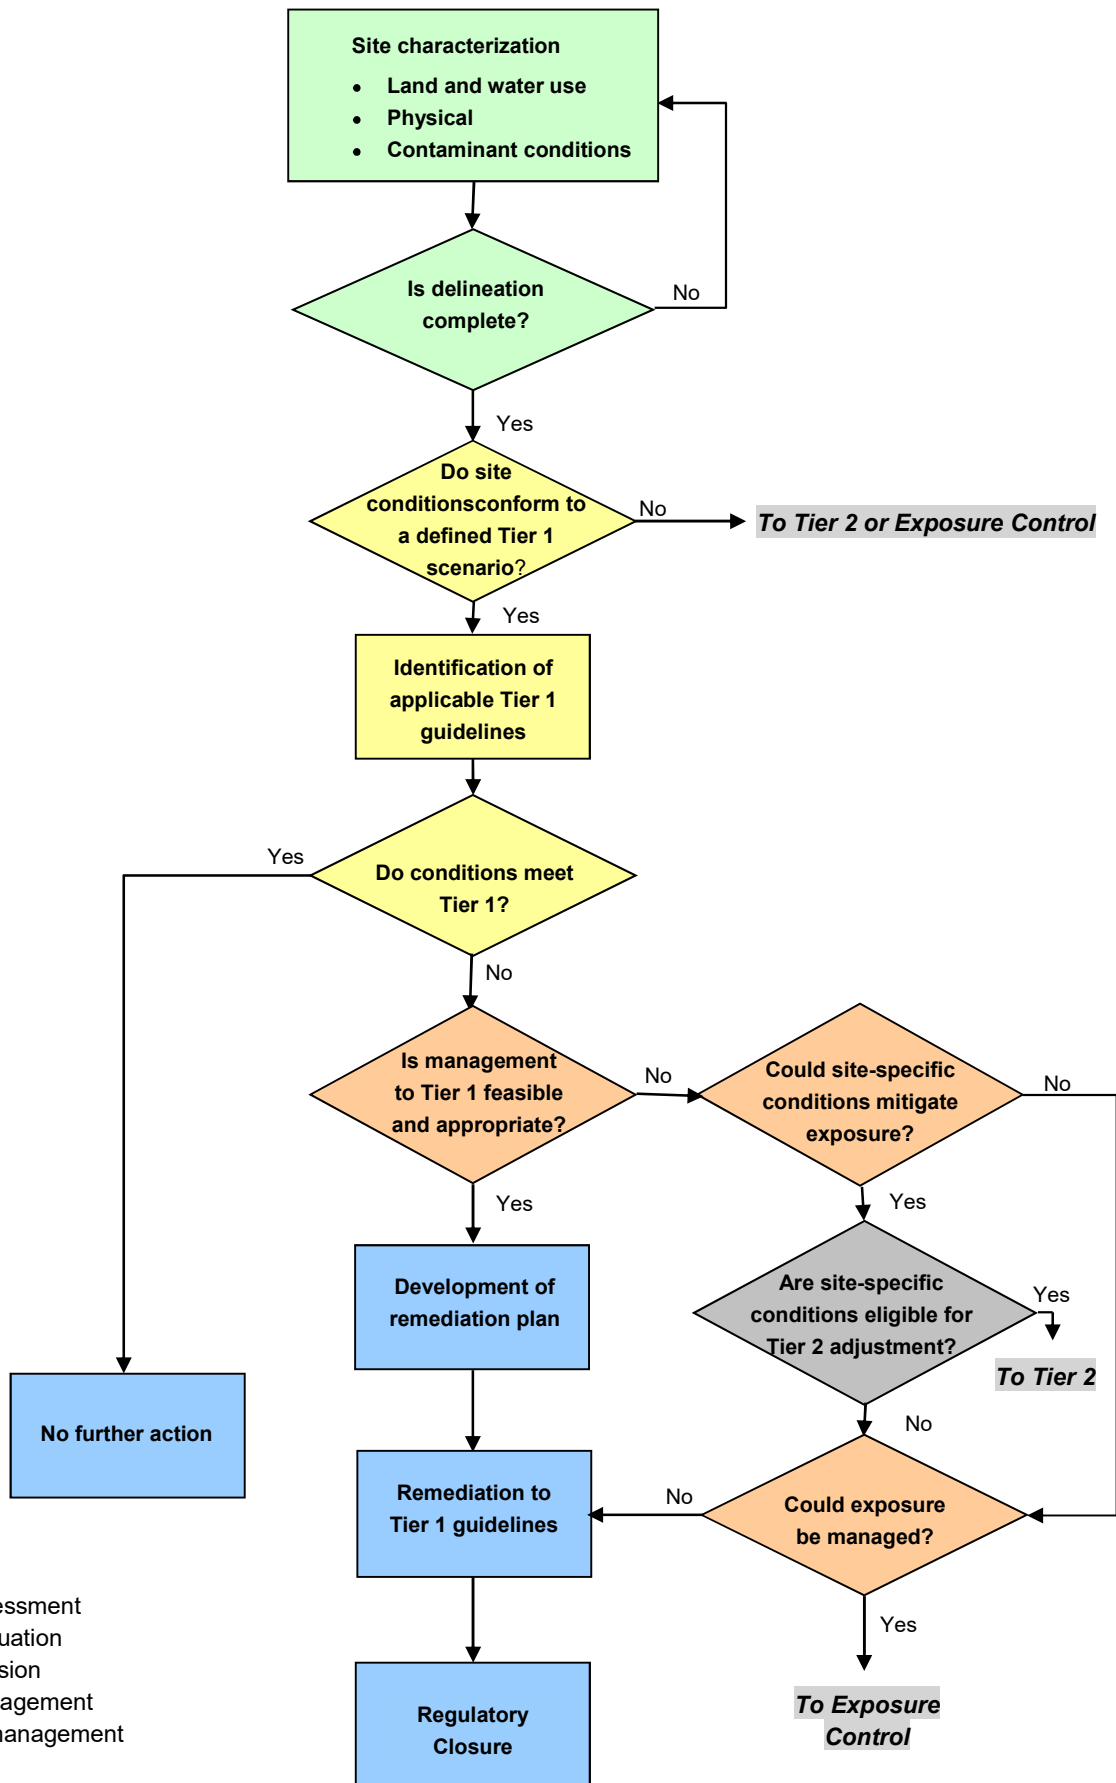 Site characterization
• Land and water use
• Physical
• Contaminant conditions
Is delineation
complete?
No
Yes
Do site
conditionsconform to
a defined Tier 1
scenario?
No
To Tier 2 or Exposure Control
Yes
Identification of
applicable Tier 1
guidelines
Yes
Do conditions meet
Tier 1?
No
Is management
to Tier 1 feasible
and appropriate?
No
Could site-specific
conditions mitigate
exposure?
No
Yes
Yes
Development of
remediation plan
Are site-specific
conditions eligible for
Tier 2 adjustment?
Yes
To Tier 2
No
No further action
Remediation to
Tier 1 guidelines
No
Could exposure
be managed?
Yes
To Exposure
Control
Regulatory
Closure
essment
uation
sion
agement
management